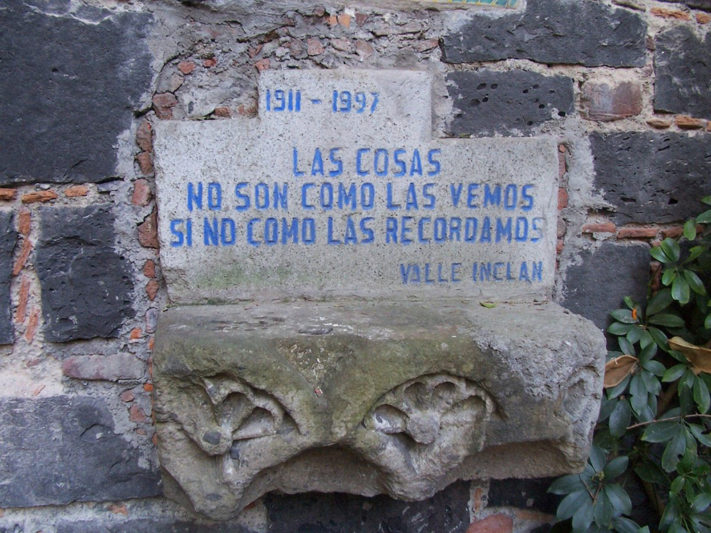 1911 - 1997
LAS COSAS
NO SON COMO LAS VEMOS
SI NO COMO LAS RECORDAMOS
VALLE INCLAN